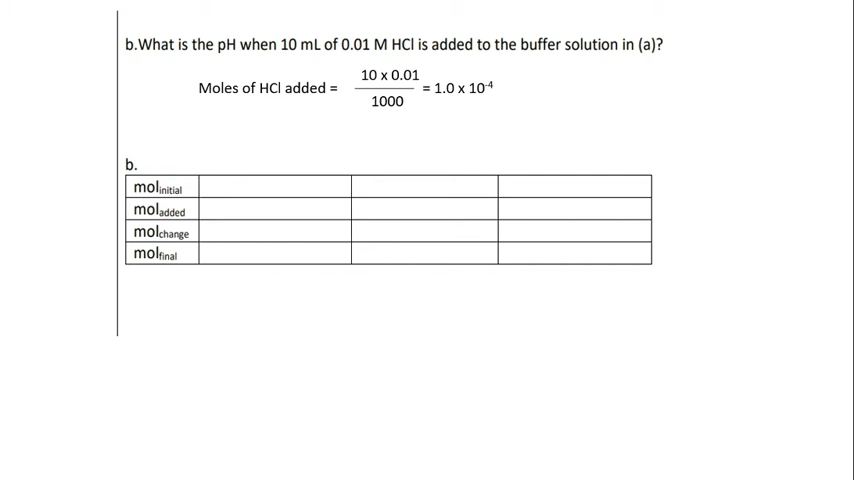 b.What is the pH when 10 mL of 0.01 M HCl is added to the buffer solution in (a)?
10 x 0.01
Moles of HCl added = = 1.0 x 10⁻⁴
1000
b.
molinitial
moladded
molchange
molfinal